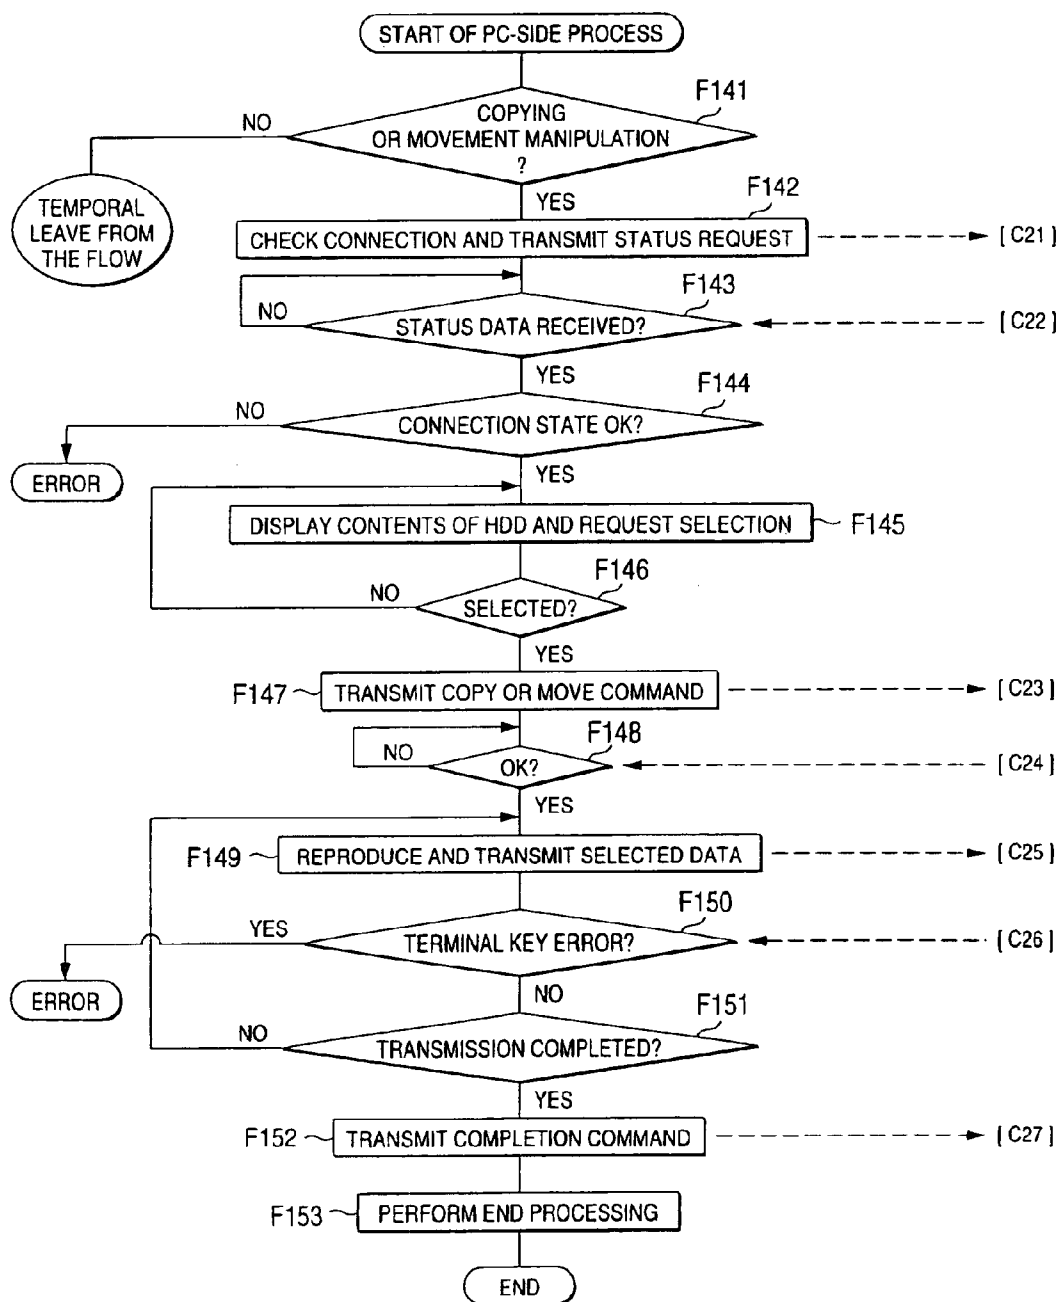 START OF PC-SIDE PROCESS
F141
COPYING
OR MOVEMENT MANIPULATION
?
NO
YES
TEMPORAL
LEAVE FROM
THE FLOW
F142
CHECK CONNECTION AND TRANSMIT STATUS REQUEST
[C21]
F143
NO
STATUS DATA RECEIVED?
[C22]
YES
F144
NO
CONNECTION STATE OK?
ERROR
YES
DISPLAY CONTENTS OF HDD AND REQUEST SELECTION
F145
F146
NO
SELECTED?
YES
F147
TRANSMIT COPY OR MOVE COMMAND
[C23]
F148
NO
OK?
[C24]
YES
F149
REPRODUCE AND TRANSMIT SELECTED DATA
[C25]
F150
YES
TERMINAL KEY ERROR?
[C26]
ERROR
NO
F151
NO
TRANSMISSION COMPLETED?
YES
F152
TRANSMIT COMPLETION COMMAND
[C27]
F153
PERFORM END PROCESSING
END